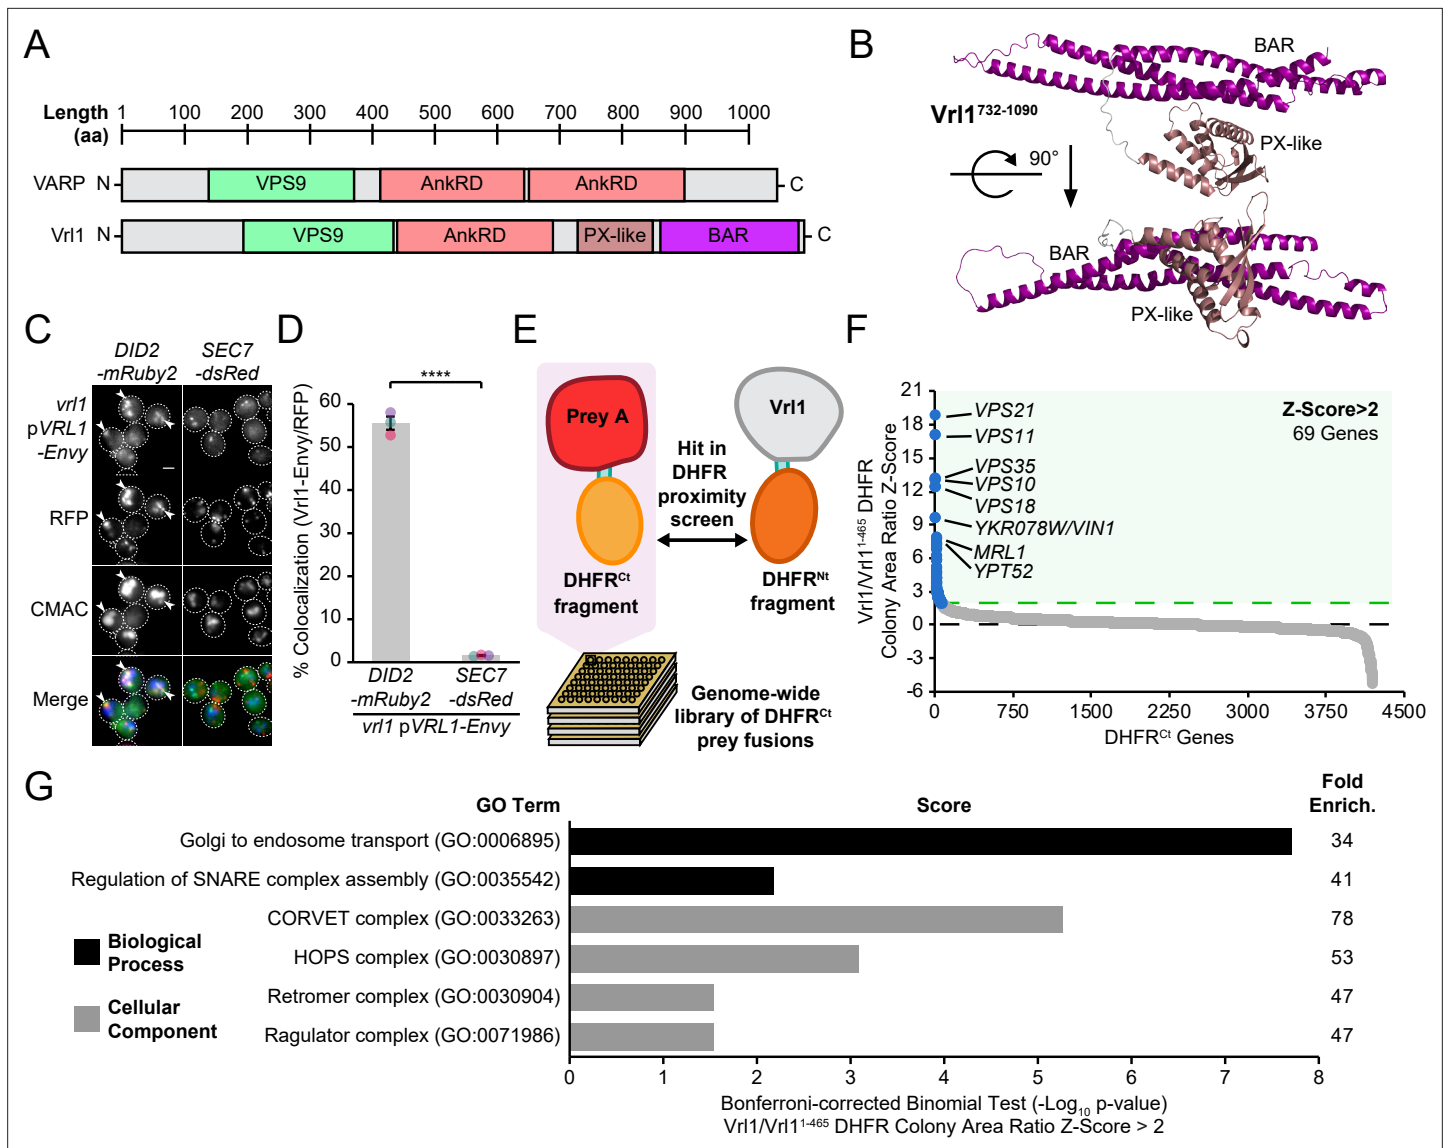 A
Length
(aa)
1 100 200 300 400 500 600 700 800 900 1000
VARP N VPS9 AnkRD AnkRD C
Vrl1 N VPS9 AnkRD PX-like BAR C
B
BAR
Vrl1732-1090
PX-like
90°
BAR
PX-like
C
DID2
-mRuby2
SEC7
-dsRed
vrl1
pVRL1
-Envy
RFP
CMAC
Merge
D
% Colocalization (Vrl1-Envy/RFP)
60
50
40
30
20
10
0
****
DID2
-mRuby2
SEC7
-dsRed
vrl1 pVRL1-Envy
E
Prey A
Vrl1
Hit in
DHFR
proximity
screen
DHFRCt
fragment
DHFRNt
fragment
Genome-wide
library of DHFRCt
prey fusions
F
Vrl1/Vrl11-465 DHFR
Colony Area Ratio Z-Score
21
18
15
12
9
6
3
0
-3
-6
Z-Score>2
69 Genes
VPS21
VPS11
VPS35
VPS10
VPS18
YKR078W/VIN1
MRL1
YPT52
0 750 1500 2250 3000 3750 4500
DHFRCt Genes
G
GO Term
Score
Fold
Enrich.
Golgi to endosome transport (GO:0006895) 34
Regulation of SNARE complex assembly (GO:0035542) 41
CORVET complex (GO:0033263) 78
HOPS complex (GO:0030897) 53
Retromer complex (GO:0030904) 47
Ragulator complex (GO:0071986) 47
Biological
Process
Cellular
Component
0 1 2 3 4 5 6 7 8
Bonferroni-corrected Binomial Test (-Log10 p-value)
Vrl1/Vrl11-465 DHFR Colony Area Ratio Z-Score > 2